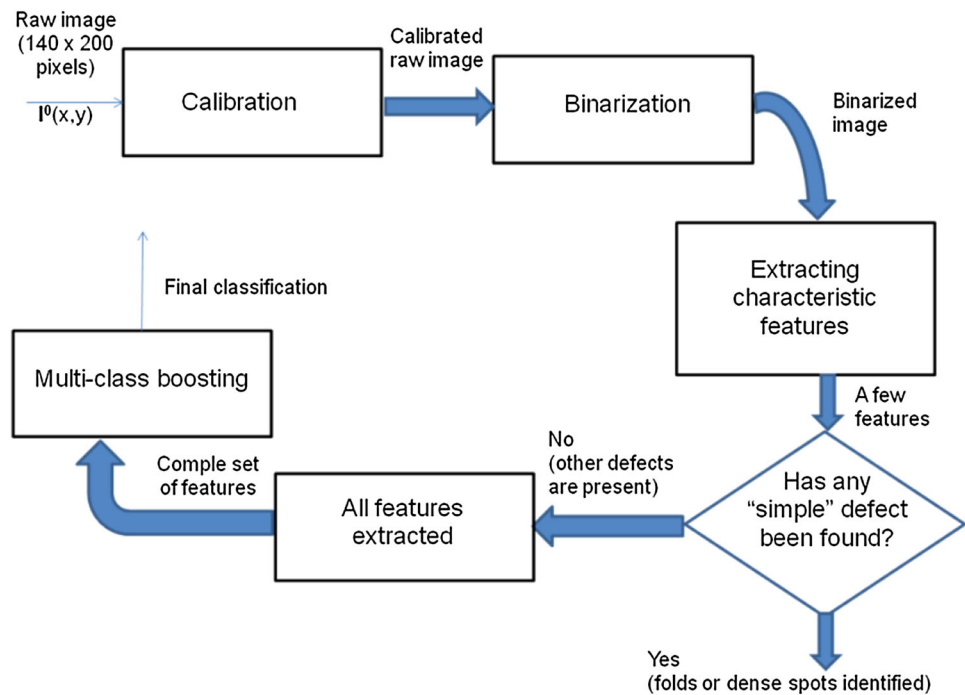 Raw image
(140 x 200
pixels)
I⁰(x,y)
Calibration
Calibrated
raw image
Binarization
Binarized
image
Extracting
characteristic
features
A few
features
Has any
“simple” defect
been found?
Yes
(folds or dense spots identified)
No
(other defects
are present)
All features
extracted
Comple set
of features
Multi-class boosting
Final classification